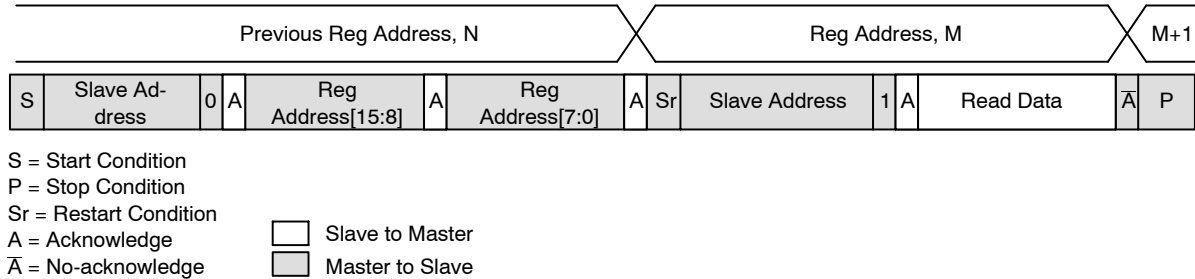 Previous Reg Address, N Reg Address, M M+1
S Slave Ad-
dress 0 A Reg
Address[15:8] A Reg
Address[7:0] A Sr Slave Address 1 A Read Data A̅ P
S = Start Condition
P = Stop Condition
Sr = Restart Condition
A = Acknowledge
A̅ = No-acknowledge
Slave to Master
Master to Slave